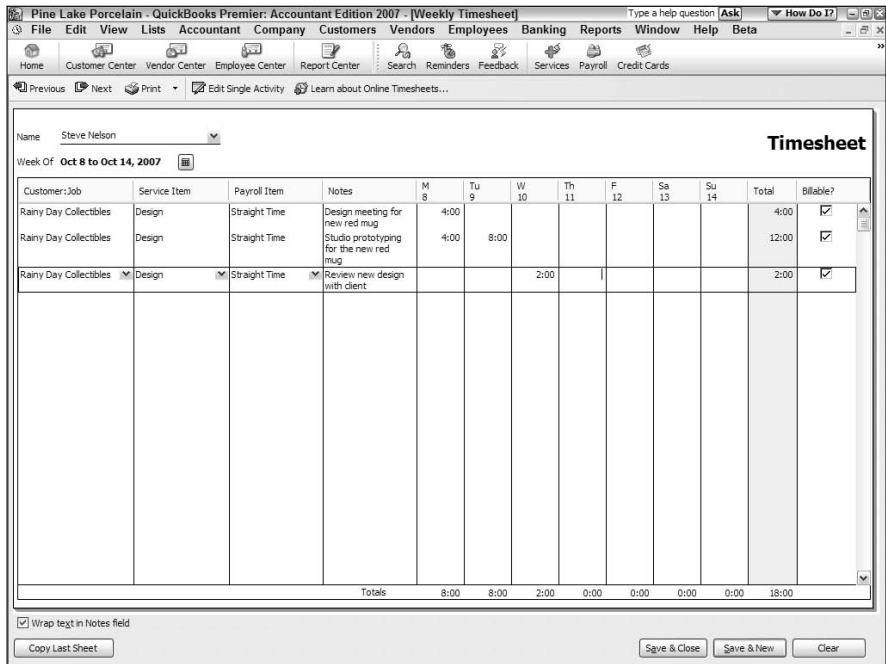 Pine Lake Porcelain - QuickBooks Premier: Accountant Edition 2007 - [Weekly Timesheet] Type a help question Ask How Do I?
File Edit View Lists Accountant Company Customers Vendors Employees Banking Reports Window Help Beta
Home Customer Center Vendor Center Employee Center Report Center Search Reminders Feedback Services Payroll Credit Cards
Previous Next Print Edit Single Activity Learn about Online Timesheets...
Name Steve Nelson
Timesheet
Week Of Oct 8 to Oct 14, 2007
Customer:Job Service Item Payroll Item Notes M 8 Tu 9 W 10 Th 11 F 12 Sa 13 Su 14 Total Billable?
Rainy Day Collectibles Design Straight Time Design meeting for 4:00 4:00
new red mug
Rainy Day Collectibles Design Straight Time Studio prototyping 4:00 8:00 12:00
for the new red
mug
Rainy Day Collectibles Design Straight Time Review new design 2:00 2:00
with client
Totals 8:00 8:00 2:00 0:00 0:00 0:00 0:00 18:00
Wrap text in Notes field
Copy Last Sheet Save & Close Save & New Clear